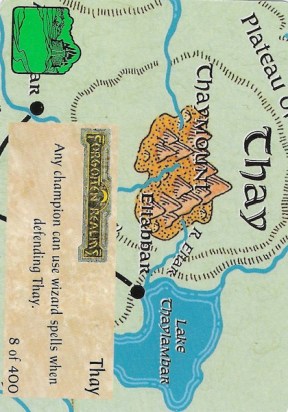 Plateau o
Thay
Thaymount
R. Eltar
Eltabbar
Lake
Thaylambar
ar
FORGOTTEN REALMS
Thay
Any champion can use wizard spells when
defending Thay.
8 of 400